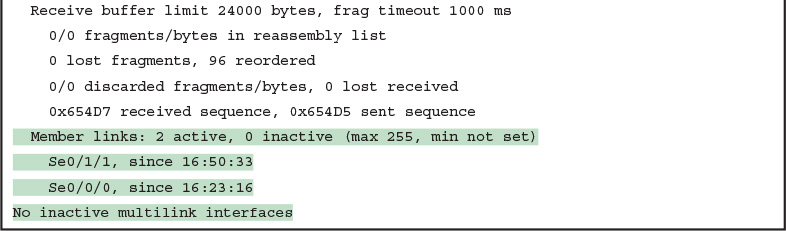 Receive buffer limit 24000 bytes, frag timeout 1000 ms
0/0 fragments/bytes in reassembly list
0 lost fragments, 96 reordered
0/0 discarded fragments/bytes, 0 lost received
0x654D7 received sequence, 0x654D5 sent sequence
Member links: 2 active, 0 inactive (max 255, min not set)
Se0/1/1, since 16:50:33
Se0/0/0, since 16:23:16
No inactive multilink interfaces